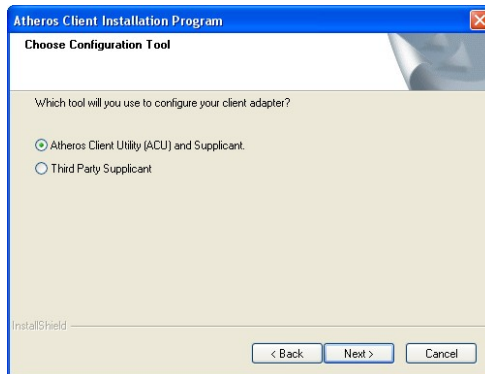 Atheros Client Installation Program
Choose Configuration Tool
Which tool will you use to configure your client adapter?
Atheros Client Utility (ACU) and Supplicant.
Third Party Supplicant
InstallShield
< Back
Next >
Cancel